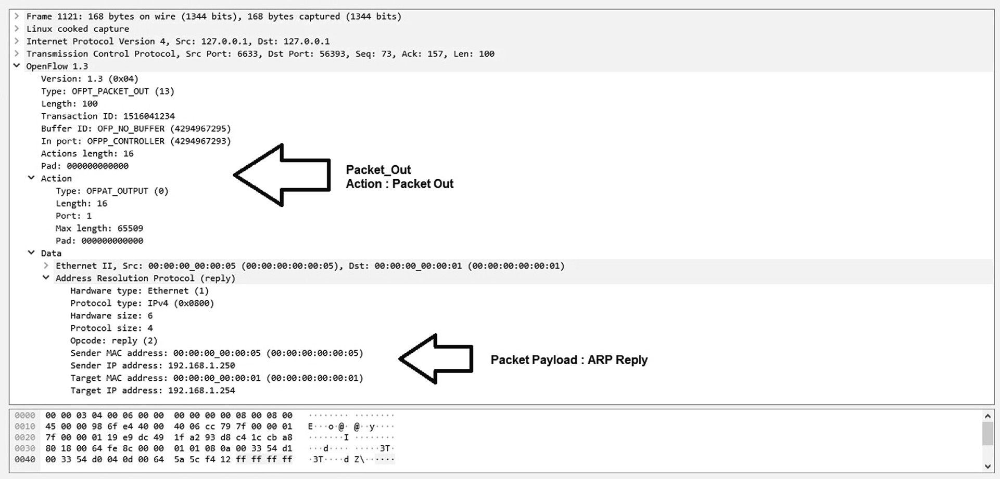 Frame 1121: 168 bytes on wire (1344 bits), 168 bytes captured (1344 bits)
Linux cooked capture
Internet Protocol Version 4, Src: 127.0.0.1, Dst: 127.0.0.1
Transmission Control Protocol, Src Port: 6633, Dst Port: 56393, Seq: 73, Ack: 157, Len: 100
OpenFlow 1.3
Version: 1.3 (0x04)
Type: OFPT_PACKET_OUT (13)
Length: 100
Transaction ID: 1516041234
Buffer ID: OFP_NO_BUFFER (4294967295)
In port: OFPP_CONTROLLER (4294967293)
Actions length: 16
Pad: 000000000000
Packet_Out
Action : Packet Out
Action
Type: OFPAT_OUTPUT (0)
Length: 16
Port: 1
Max length: 65509
Pad: 000000000000
Data
Ethernet II, Src: 00:00:00_00:00:05 (00:00:00:00:00:05), Dst: 00:00:00_00:00:01 (00:00:00:00:00:01)
Address Resolution Protocol (reply)
Hardware type: Ethernet (1)
Protocol type: IPv4 (0x0800)
Hardware size: 6
Protocol size: 4
Opcode: reply (2)
Sender MAC address: 00:00:00_00:00:05 (00:00:00:00:00:05)
Sender IP address: 192.168.1.250
Target MAC address: 00:00:00_00:00:01 (00:00:00:00:00:01)
Target IP address: 192.168.1.254
Packet Payload : ARP Reply
0000 00 00 03 04 00 06 00 00 00 00 00 00 08 00 08 00 ········ ········
0010 45 00 00 98 6f e4 40 00 40 06 cc 79 7f 00 00 01 E···o·@· @··y····
0020 7f 00 00 01 19 e9 dc 49 1f a2 93 d8 c4 1c cb a8 ·······I ········
0030 80 18 00 64 fe 8c 00 00 01 01 08 0a 00 33 54 d1 ···d···· ·····3T·
0040 00 33 54 d0 04 0d 00 64 5a 5c f4 12 ff ff ff ff ·3T····d Z\······